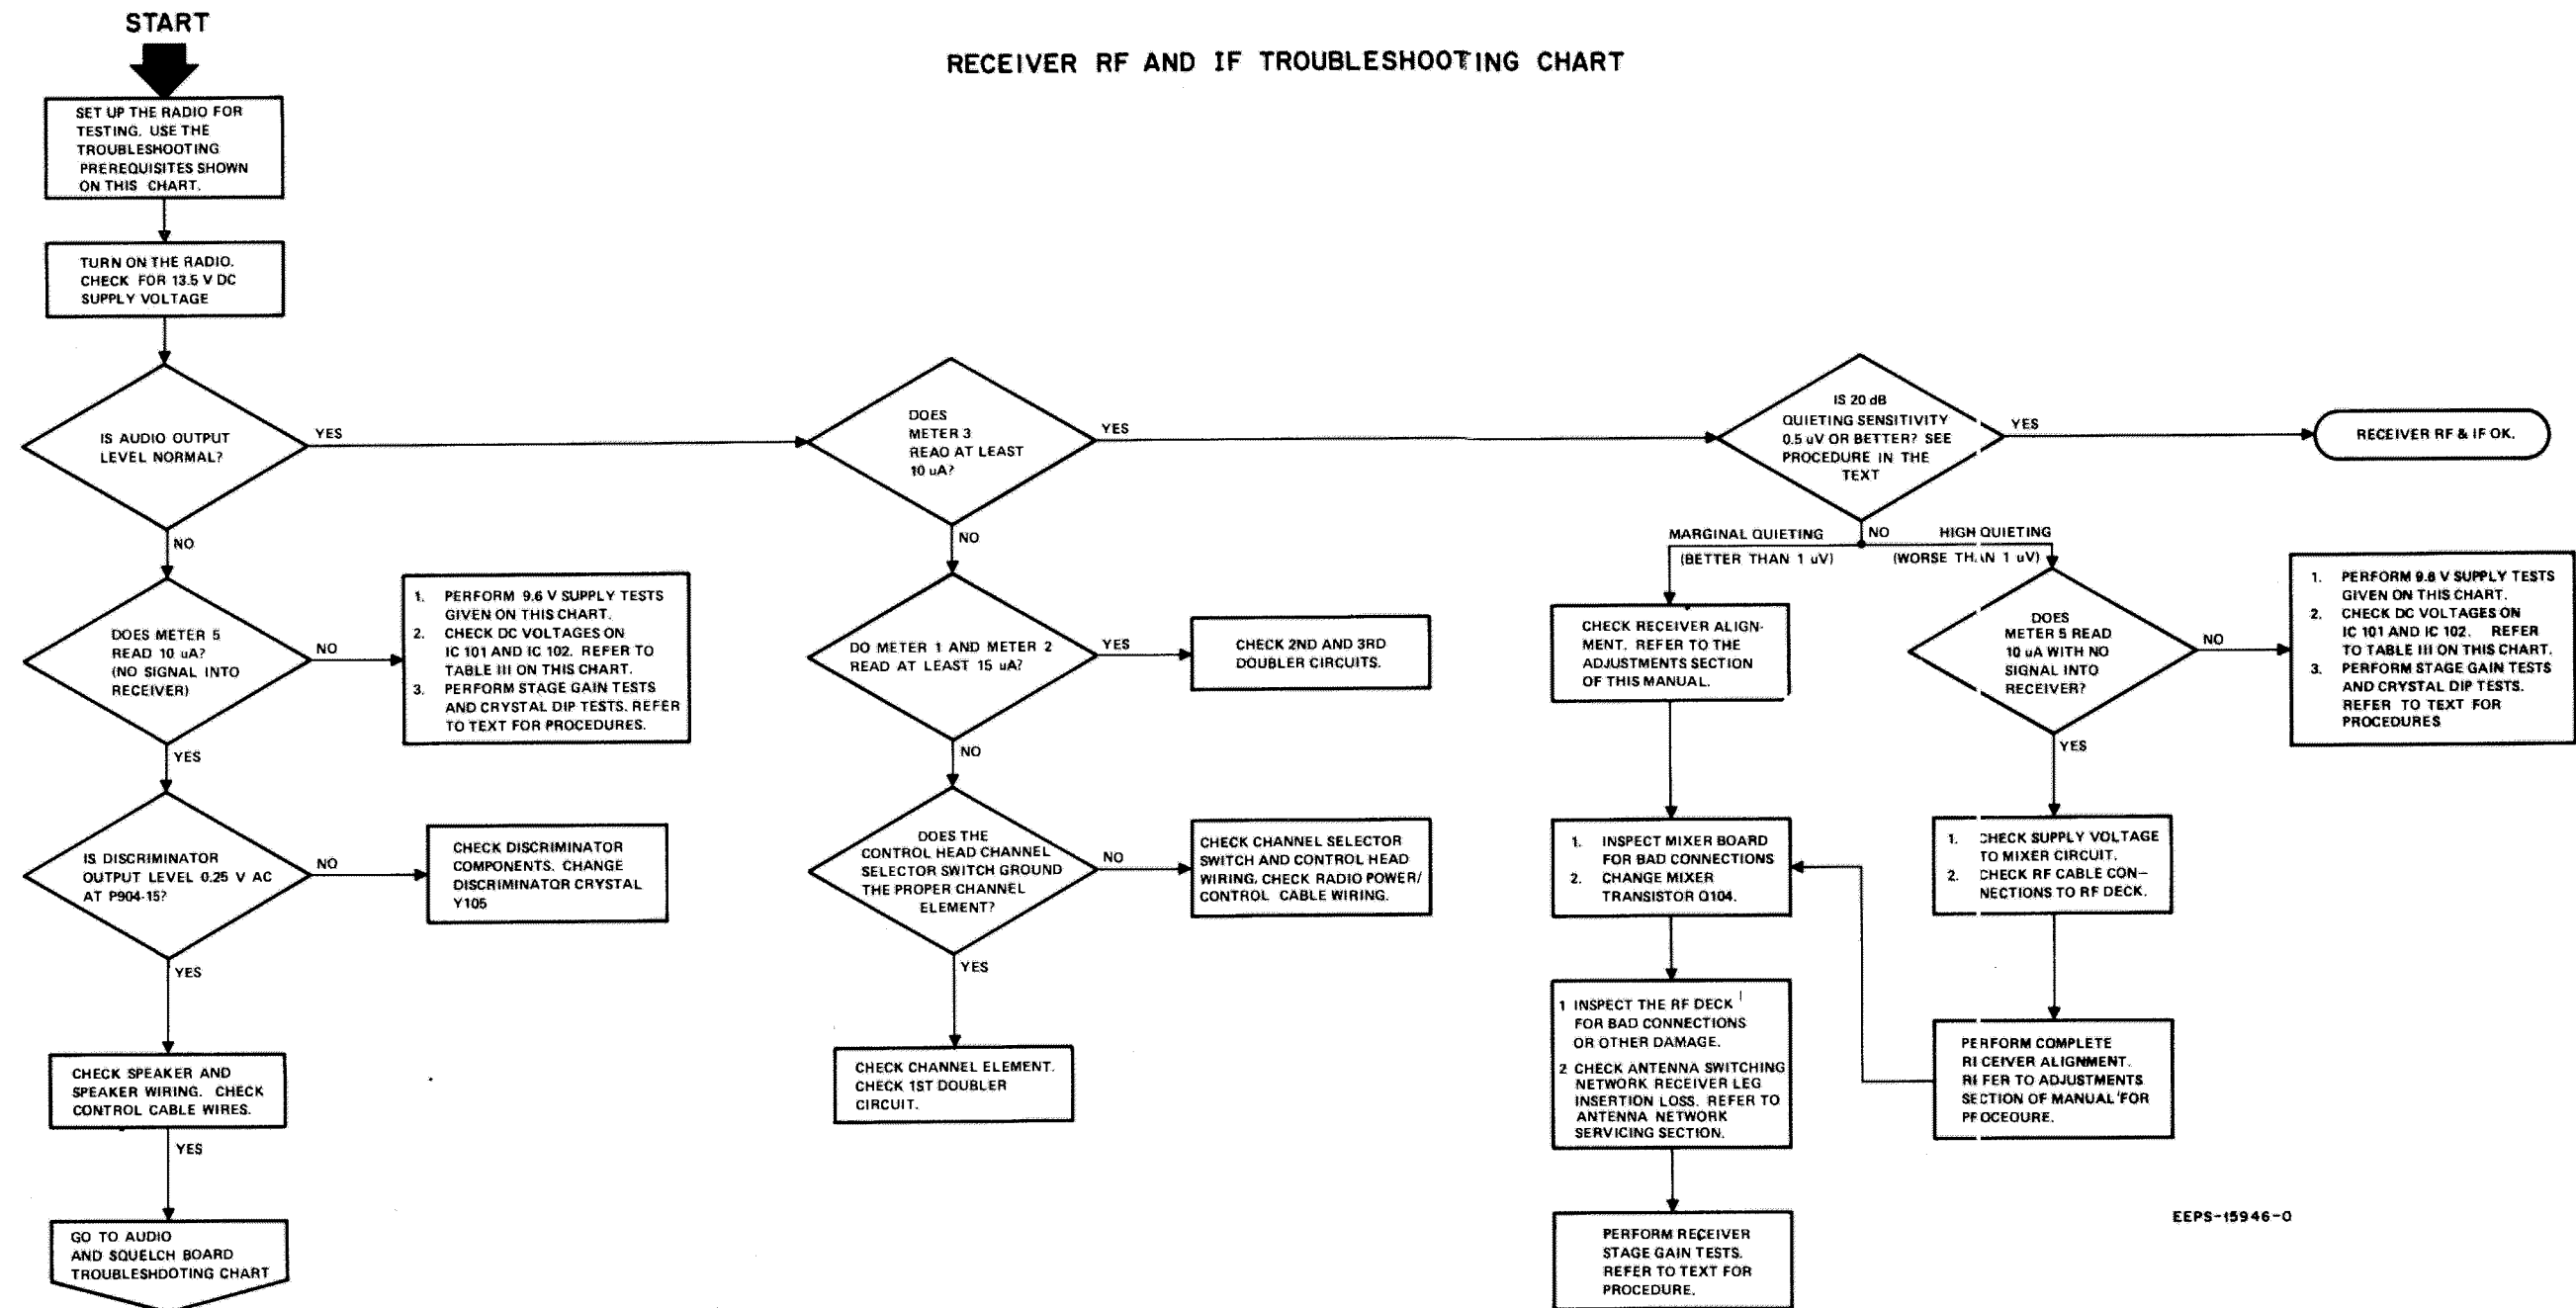 START
RECEIVER RF AND IF TROUBLESHOOTING CHART
SET UP THE RADIO FOR
TESTING. USE THE
TROUBLESHOOTING
PREREQUISITES SHOWN
ON THIS CHART.
TURN ON THE RADIO.
CHECK FOR 13.5 V DC
SUPPLY VOLTAGE
IS AUDIO OUTPUT
LEVEL NORMAL?
YES
NO
DOES METER 5
READ 10 uA?
(NO SIGNAL INTO
RECEIVER)
NO
YES
1. PERFORM 9.6 V SUPPLY TESTS
GIVEN ON THIS CHART.
2. CHECK DC VOLTAGES ON
IC 101 AND IC 102. REFER TO
TABLE III ON THIS CHART.
3. PERFORM STAGE GAIN TESTS
AND CRYSTAL DIP TESTS. REFER
TO TEXT FOR PROCEDURES.
IS DISCRIMINATOR
OUTPUT LEVEL 0.25 V AC
AT P904-15?
NO
YES
CHECK DISCRIMINATOR
COMPONENTS. CHANGE
DISCRIMINATOR CRYSTAL
Y105
CHECK SPEAKER AND
SPEAKER WIRING. CHECK
CONTROL CABLE WIRES.
YES
GO TO AUDIO
AND SQUELCH BOARD
TROUBLESHDOTING CHART
DOES
METER 3
REAO AT LEAST
10 uA?
YES
NO
DO METER 1 AND METER 2
READ AT LEAST 15 uA?
YES
NO
CHECK 2ND AND 3RD
DOUBLER CIRCUITS.
DOES THE
CONTROL HEAD CHANNEL
SELECTOR SWITCH GROUND
THE PROPER CHANNEL
ELEMENT?
NO
YES
CHECK CHANNEL SELECTOR
SWITCH AND CONTROL HEAD
WIRING. CHECK RADIO POWER/
CONTROL CABLE WIRING.
CHECK CHANNEL ELEMENT.
CHECK 1ST DOUBLER
CIRCUIT.
IS 20 dB
QUIETING SENSITIVITY
0.5 uV OR BETTER? SEE
PROCEDURE IN THE
TEXT
YES
RECEIVER RF & IF OK.
NO
MARGINAL QUIETING
(BETTER THAN 1 uV)
HIGH QUIETING
(WORSE THAN 1 uV)
CHECK RECEIVER ALIGN-
MENT. REFER TO THE
ADJUSTMENTS SECTION
OF THIS MANUAL.
1. INSPECT MIXER BOARD
FOR BAD CONNECTIONS
2. CHANGE MIXER
TRANSISTOR Q104.
1 INSPECT THE RF DECK
FOR BAD CONNECTIONS
OR OTHER DAMAGE.
2 CHECK ANTENNA SWITCHING
NETWORK RECEIVER LEG
INSERTION LOSS. REFER TO
ANTENNA NETWORK
SERVICING SECTION.
PERFORM RECEIVER
STAGE GAIN TESTS.
REFER TO TEXT FOR
PROCEDURE.
DOES
METER 5 READ
10 uA WITH NO
SIGNAL INTO
RECEIVER?
NO
YES
1. PERFORM 9.6 V SUPPLY TESTS
GIVEN ON THIS CHART.
2. CHECK DC VOLTAGES ON
IC 101 AND IC 102. REFER
TO TABLE III ON THIS CHART.
3. PERFORM STAGE GAIN TESTS
AND CRYSTAL DIP TESTS.
REFER TO TEXT FOR
PROCEDURES
1. CHECK SUPPLY VOLTAGE
TO MIXER CIRCUIT.
2. CHECK RF CABLE CON-
NECTIONS TO RF DECK.
PERFORM COMPLETE
RECEIVER ALIGNMENT.
REFER TO ADJUSTMENTS
SECTION OF MANUAL FOR
PROCEOURE.
EEPS-15946-O